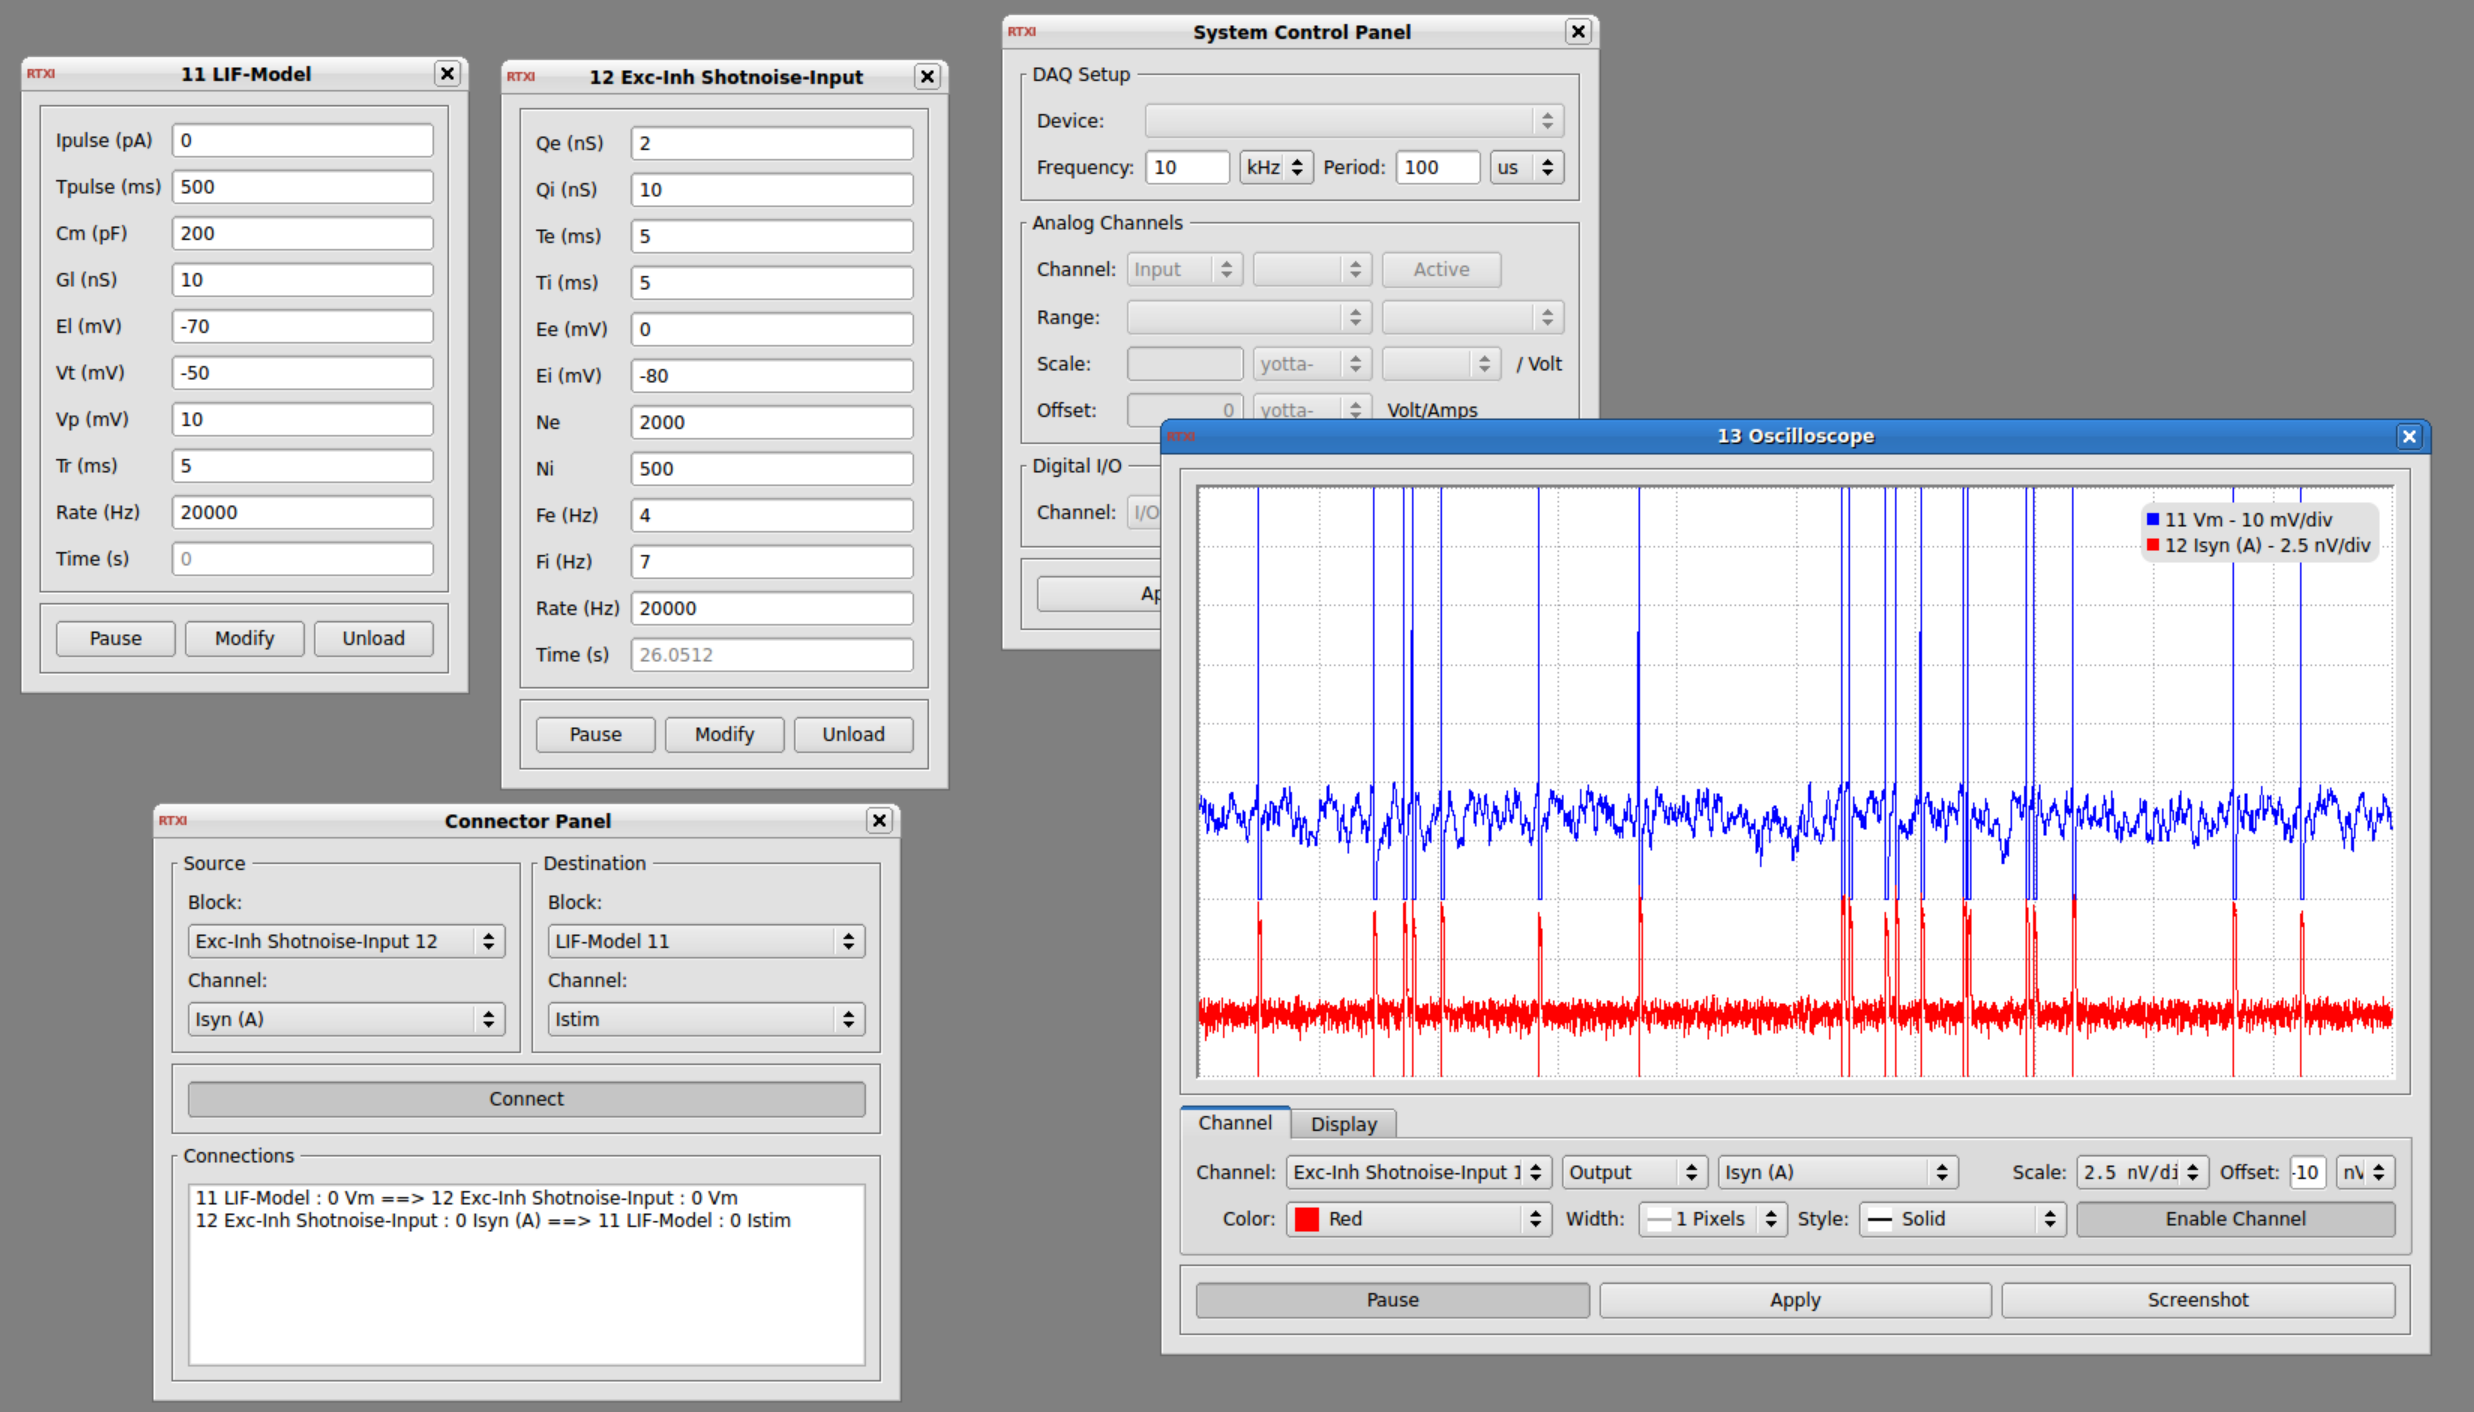 RTXI 11 LIF-Model
Ipulse (pA) 0
Tpulse (ms) 500
Cm (pF) 200
Gl (nS) 10
El (mV) -70
Vt (mV) -50
Vp (mV) 10
Tr (ms) 5
Rate (Hz) 20000
Time (s) 0
Pause Modify Unload
RTXI 12 Exc-Inh Shotnoise-Input
Qe (nS) 2
Qi (nS) 10
Te (ms) 5
Ti (ms) 5
Ee (mV) 0
Ei (mV) -80
Ne 2000
Ni 500
Fe (Hz) 4
Fi (Hz) 7
Rate (Hz) 20000
Time (s) 26.0512
Pause Modify Unload
RTXI System Control Panel
DAQ Setup
Device:
Frequency: 10 kHz Period: 100 us
Analog Channels
Channel: Input Active
Range:
Scale: yotta- / Volt
Offset: 0 yotta- Volt/Amps
Digital I/O
Channel: I/O
Ap
RTXI Connector Panel
Source
Block:
Exc-Inh Shotnoise-Input 12
Channel:
Isyn (A)
Destination
Block:
LIF-Model 11
Channel:
Istim
Connect
Connections
11 LIF-Model : 0 Vm ==> 12 Exc-Inh Shotnoise-Input : 0 Vm
12 Exc-Inh Shotnoise-Input : 0 Isyn (A) ==> 11 LIF-Model : 0 Istim
RTXI 13 Oscilloscope
11 Vm - 10 mV/div
12 Isyn (A) - 2.5 nV/div
Channel Display
Channel: Exc-Inh Shotnoise-Input 1 Output Isyn (A) Scale: 2.5 nV/di Offset: -10 nV
Color: Red Width: 1 Pixels Style: Solid Enable Channel
Pause Apply Screenshot